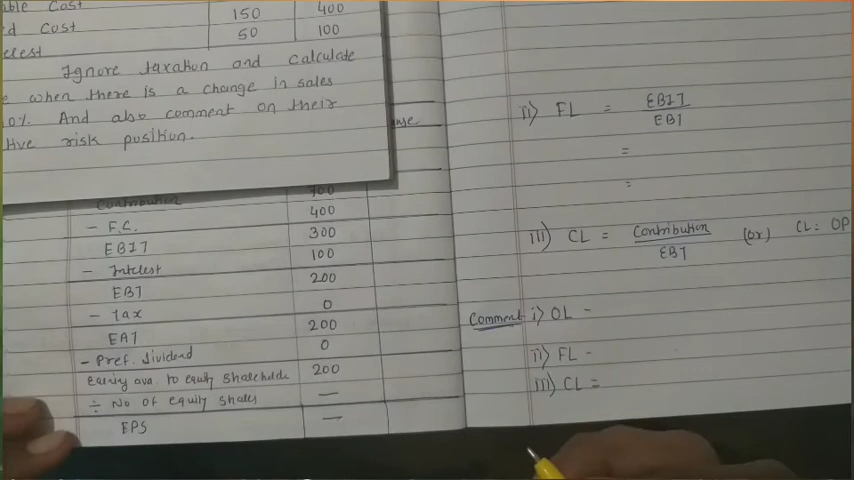 able Cost
d Cost 150 400
erest 50 100
Ignore taxation and calculate
e when there is a change in sales
0%. And also comment on their
tive risk position.
Contribution 700
- F.C. 400
EBIT 300
- Interest 100
EBT 200
- Tax 0
EAT 200
- Pref. dividend 0
Earning ava. to equity shareholder 200
÷ No of equity shares —
EPS —
ii) FL = EBIT
EBT
=
=
iii) CL = Contribution (or) CL = OP
EBT
Comment i) OL -
ii) FL -
iii) CL =